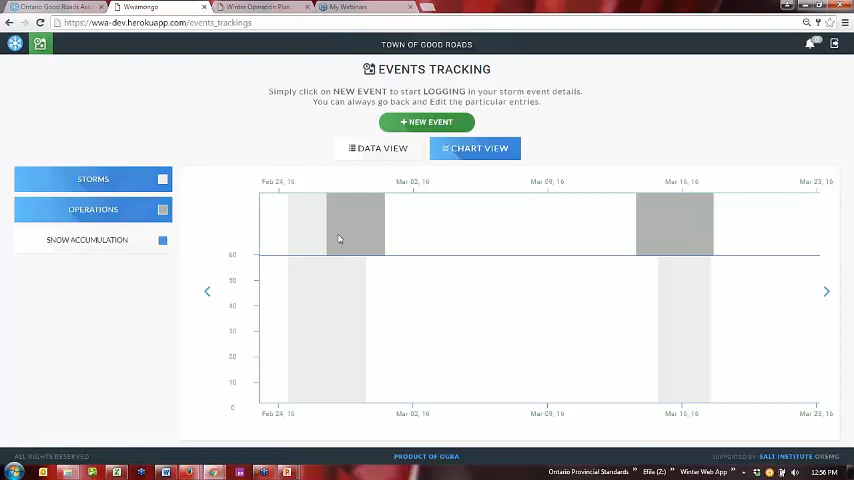 Ontario Good Roads Ass
Wwamongo
Winter Operation Plan
My Webinars
https://wwa-dev.herokuapp.com/events_trackings
TOWN OF GOOD ROADS
EVENTS TRACKING
Simply click on NEW EVENT to start LOGGING in your storm event details.
You can always go back and Edit the particular entries.
+ NEW EVENT
DATA VIEW
CHART VIEW
STORMS
OPERATIONS
SNOW ACCUMULATION
Feb 24, 16
Mar 02, 16
Mar 09, 16
Mar 16, 16
Mar 23, 16
60
50
40
30
20
10
0
Feb 24, 16
Mar 02, 16
Mar 09, 16
Mar 16, 16
Mar 23, 16
ALL RIGHTS RESERVED
PRODUCT OF OGRA
SUPPORTED BY SALT INSTITUTE ORSMG
Ontario Provincial Standards
Efile (Z:)
Winter Web App
12:56 PM